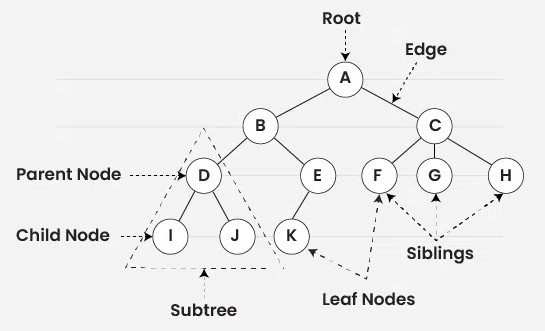 Root
Edge
A
B
C
Parent Node
D
E
F
G
H
Child Node
I
J
K
Siblings
Subtree
Leaf Nodes